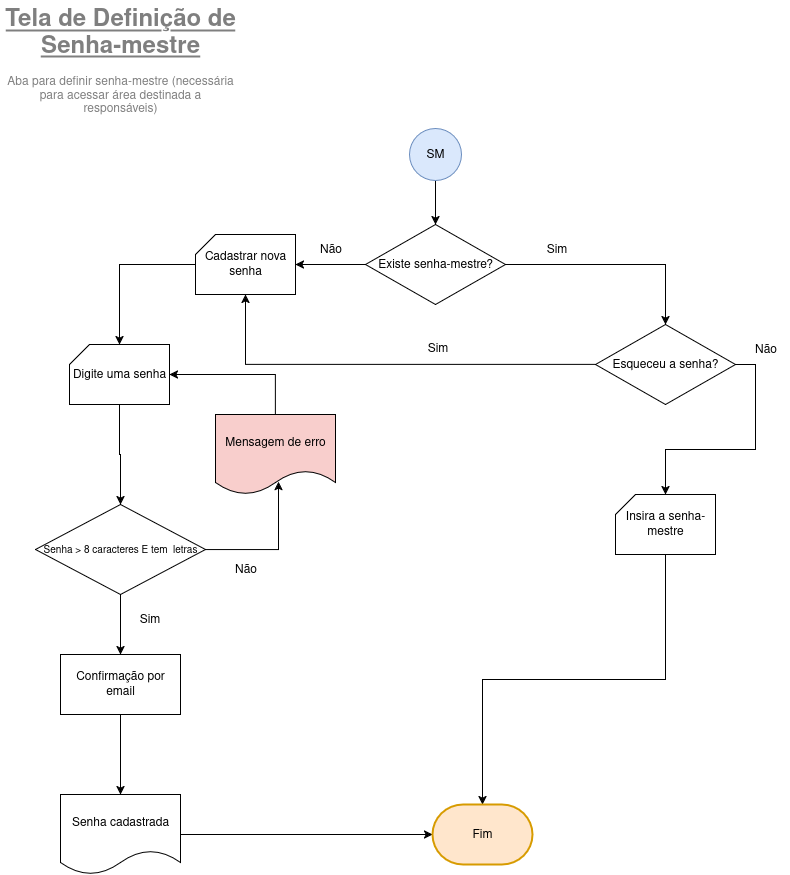 Tela de Definição de
Senha-mestre
Aba para definir senha-mestre (necessária
para acessar área destinada a
responsáveis)
SM
Não
Sim
Cadastrar nova
senha
Existe senha-mestre?
Sim
Não
Esqueceu a senha?
Digite uma senha
Mensagem de erro
Insira a senha-
mestre
Senha > 8 caracteres E tem letras
Não
Sim
Confirmação por
email
Senha cadastrada
Fim